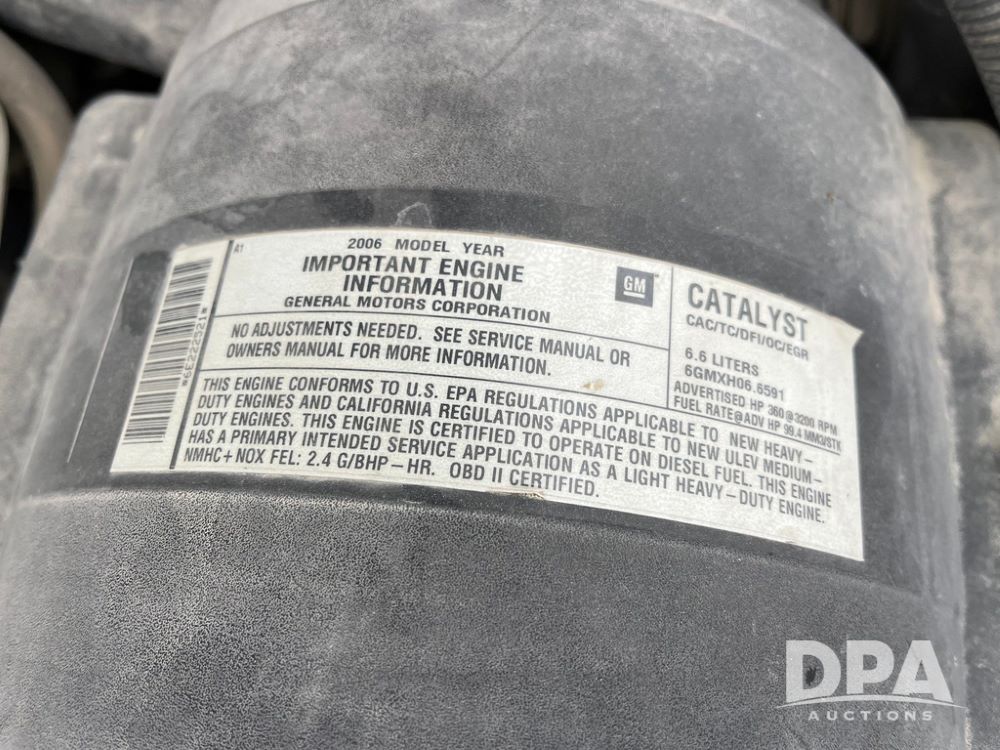 A1
2006 MODEL YEAR
IMPORTANT ENGINE
INFORMATION
GENERAL MOTORS CORPORATION
GM
*6E222521*
NO ADJUSTMENTS NEEDED. SEE SERVICE MANUAL OR
OWNERS MANUAL FOR MORE INFORMATION.
CATALYST
CAC/TC/DFI/OC/EGR
6.6 LITERS
6GMXH06.6591
ADVERTISED HP 360@3200 RPM
FUEL RATE@ADV HP 99.4 MM3/STK
THIS ENGINE CONFORMS TO U.S. EPA REGULATIONS APPLICABLE TO NEW HEAVY-
DUTY ENGINES AND CALIFORNIA REGULATIONS APPLICABLE TO NEW ULEV MEDIUM-
DUTY ENGINES. THIS ENGINE IS CERTIFIED TO OPERATE ON DIESEL FUEL. THIS ENGINE
HAS A PRIMARY INTENDED SERVICE APPLICATION AS A LIGHT HEAVY-DUTY ENGINE.
NMHC+NOX FEL: 2.4 G/BHP-HR. OBD II CERTIFIED.
DPA
AUCTIONS